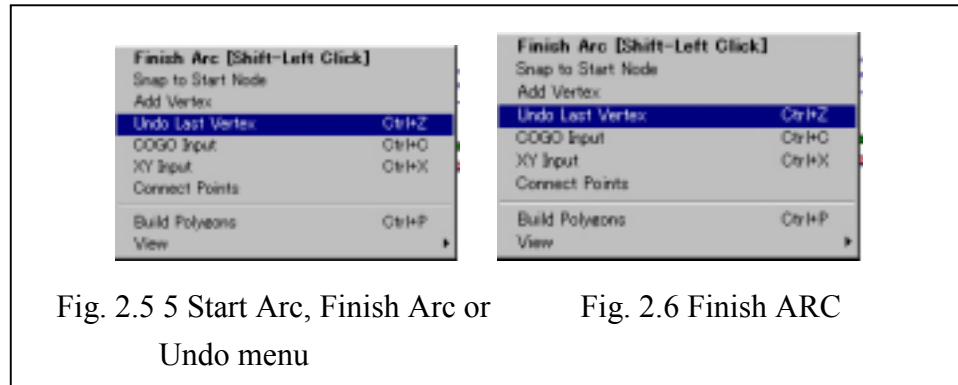 Finish Arc [Shift-Left Click]
Snap to Start Node
Add Vertex
Undo Last Vertex Ctrl+Z
COGO Input Ctrl+O
XY Input Ctrl+X
Connect Points
Build Polygons Ctrl+P
View
Finish Arc [Shift-Left Click]
Snap to Start Node
Add Vertex
Undo Last Vertex Ctrl+Z
COGO Input Ctrl+O
XY Input Ctrl+X
Connect Points
Build Polygons Ctrl+P
View
Fig. 2.5 5 Start Arc, Finish Arc or
Undo menu
Fig. 2.6 Finish ARC